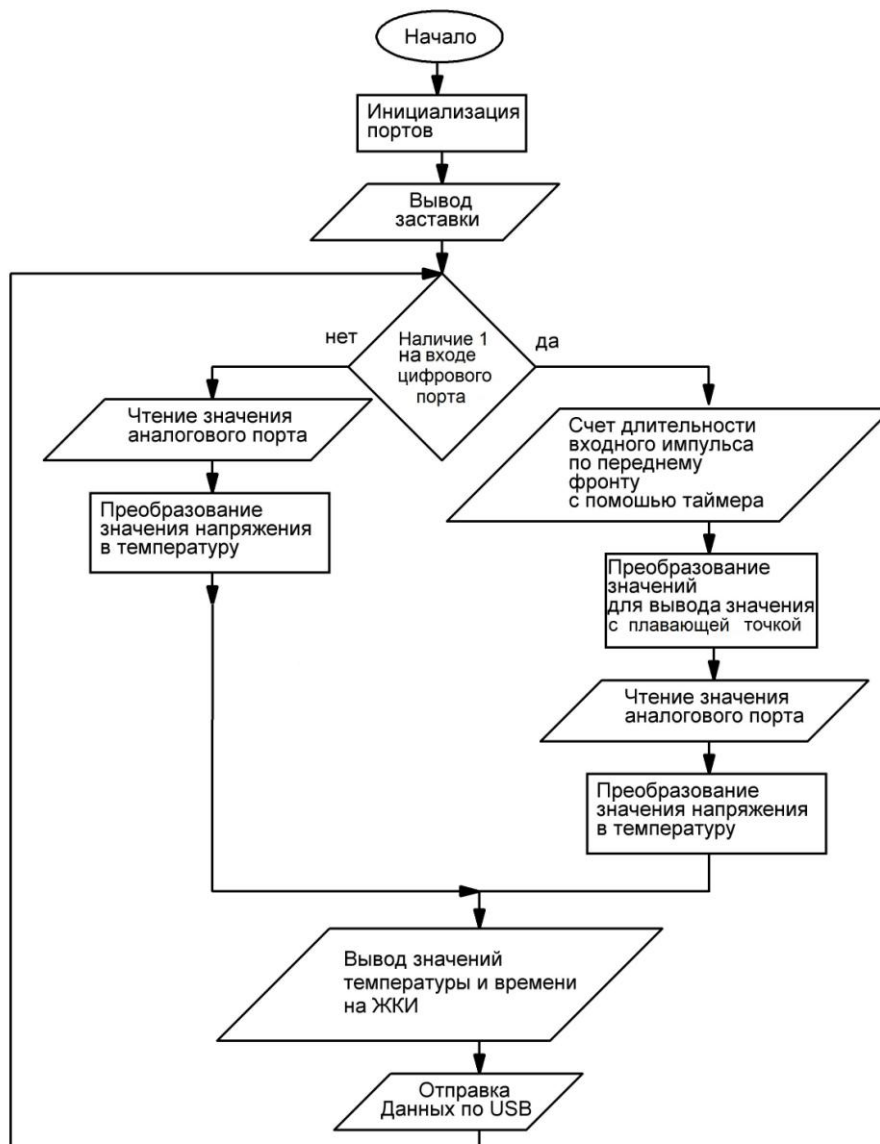 Начало
Инициализация
портов
Вывод
заставки
нет
Наличие 1
на входе
цифрового
порта
да
Чтение значения
аналогового порта
Преобразование
значения напряжения
в температуру
Счет длительности
входного импульса
по переднему
фронту
с помошью таймера
Преобразование
значений
для вывода значения
с плавающей точкой
Чтение значения
аналогового порта
Преобразование
значения напряжения
в температуру
Вывод значений
температуры и времени
на ЖКИ
Отправка
Данных по USB